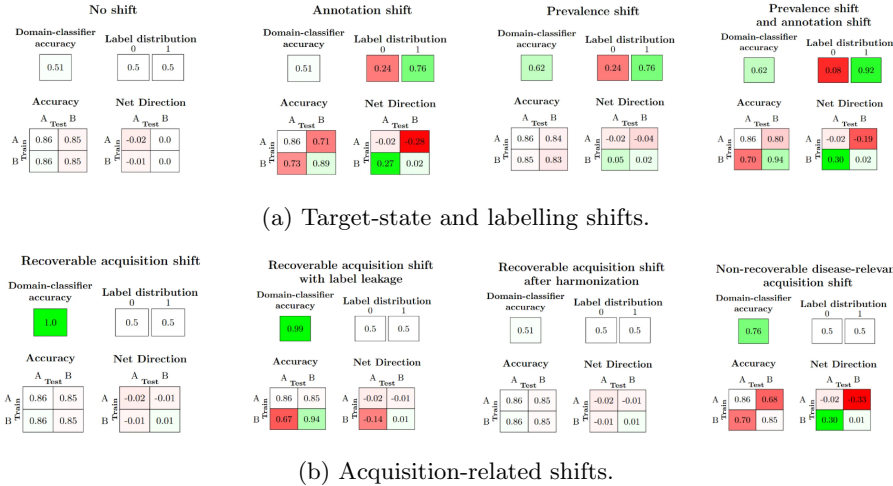 No shift
Domain-classifier
accuracy
0.51
Label distribution
0 1
0.5 0.5
Accuracy
A B
Test
Train
A 0.86 0.85
B 0.86 0.85
Net Direction
A B
Test
Train
A -0.02 0.0
B -0.01 0.0
Annotation shift
Domain-classifier
accuracy
0.51
Label distribution
0 1
0.24 0.76
Accuracy
A B
Test
Train
A 0.86 0.71
B 0.73 0.89
Net Direction
A B
Test
Train
-0.02 -0.28
0.27 0.02
Prevalence shift
Domain-classifier
accuracy
0.62
Label distribution
0 1
0.24 0.76
Accuracy
A B
Test
Train
A 0.86 0.84
B 0.85 0.83
Net Direction
A B
Test
Train
-0.02 -0.04
0.05 0.02
Prevalence shift
and annotation shift
Domain-classifier
accuracy
0.62
Label distribution
0 1
0.08 0.92
Accuracy
A B
Test
Train
A 0.86 0.80
B 0.70 0.94
Net Direction
A B
Test
Train
-0.02 -0.19
0.30 0.02
(a) Target-state and labelling shifts.
Recoverable acquisition shift
Domain-classifier
accuracy
1.0
Label distribution
0 1
0.5 0.5
Accuracy
A B
Test
Train
A 0.86 0.85
B 0.86 0.85
Net Direction
A B
Test
Train
A -0.02 -0.01
B -0.01 0.01
Recoverable acquisition shift
with label leakage
Domain-classifier
accuracy
0.99
Label distribution
0 1
0.5 0.5
Accuracy
A B
Test
Train
A 0.86 0.85
B 0.67 0.94
Net Direction
A B
Test
Train
-0.02 -0.01
-0.14 0.01
Recoverable acquisition shift
after harmonization
Domain-classifier
accuracy
0.51
Label distribution
0 1
0.5 0.5
Accuracy
A B
Test
Train
A 0.86 0.85
B 0.86 0.85
Net Direction
A B
Test
Train
-0.02 -0.01
-0.01 0.01
Non-recoverable disease-relevan
acquisition shift
Domain-classifier
accuracy
0.76
Label distribution
0 1
0.5 0.5
Accuracy
A B
Test
Train
A 0.86 0.68
B 0.70 0.85
Net Direction
A B
Test
Train
-0.02 -0.33
0.30 0.01
(b) Acquisition-related shifts.